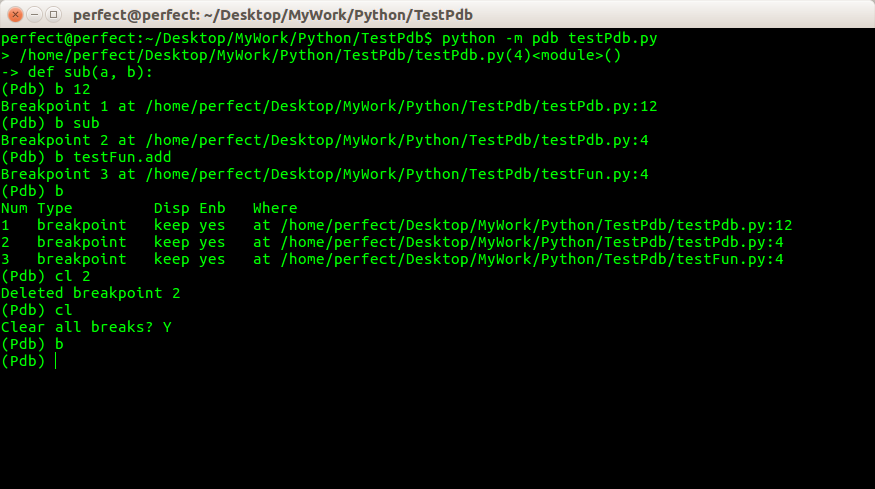 perfect@perfect: ~/Desktop/MyWork/Python/TestPdb
perfect@perfect:~/Desktop/MyWork/Python/TestPdb$ python -m pdb testPdb.py
> /home/perfect/Desktop/MyWork/Python/TestPdb/testPdb.py(4)<module>()
-> def sub(a, b):
(Pdb) b 12
Breakpoint 1 at /home/perfect/Desktop/MyWork/Python/TestPdb/testPdb.py:12
(Pdb) b sub
Breakpoint 2 at /home/perfect/Desktop/MyWork/Python/TestPdb/testPdb.py:4
(Pdb) b testFun.add
Breakpoint 3 at /home/perfect/Desktop/MyWork/Python/TestPdb/testFun.py:4
(Pdb) b
Num Type         Disp Enb   Where
1   breakpoint   keep yes   at /home/perfect/Desktop/MyWork/Python/TestPdb/testPdb.py:12
2   breakpoint   keep yes   at /home/perfect/Desktop/MyWork/Python/TestPdb/testPdb.py:4
3   breakpoint   keep yes   at /home/perfect/Desktop/MyWork/Python/TestPdb/testFun.py:4
(Pdb) cl 2
Deleted breakpoint 2
(Pdb) cl
Clear all breaks? Y
(Pdb) b
(Pdb)